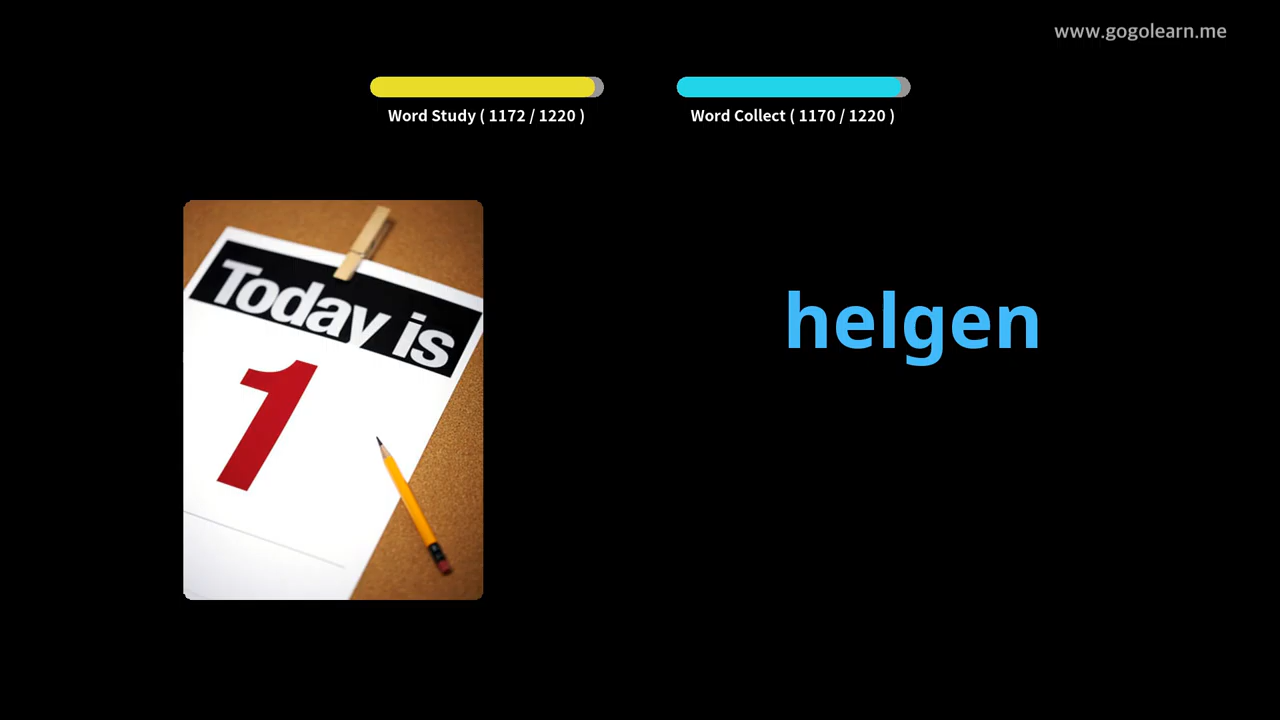 www.gogolearn.me
Word Study ( 1172 / 1220 )
Word Collect ( 1170 / 1220 )
Today is
1
helgen